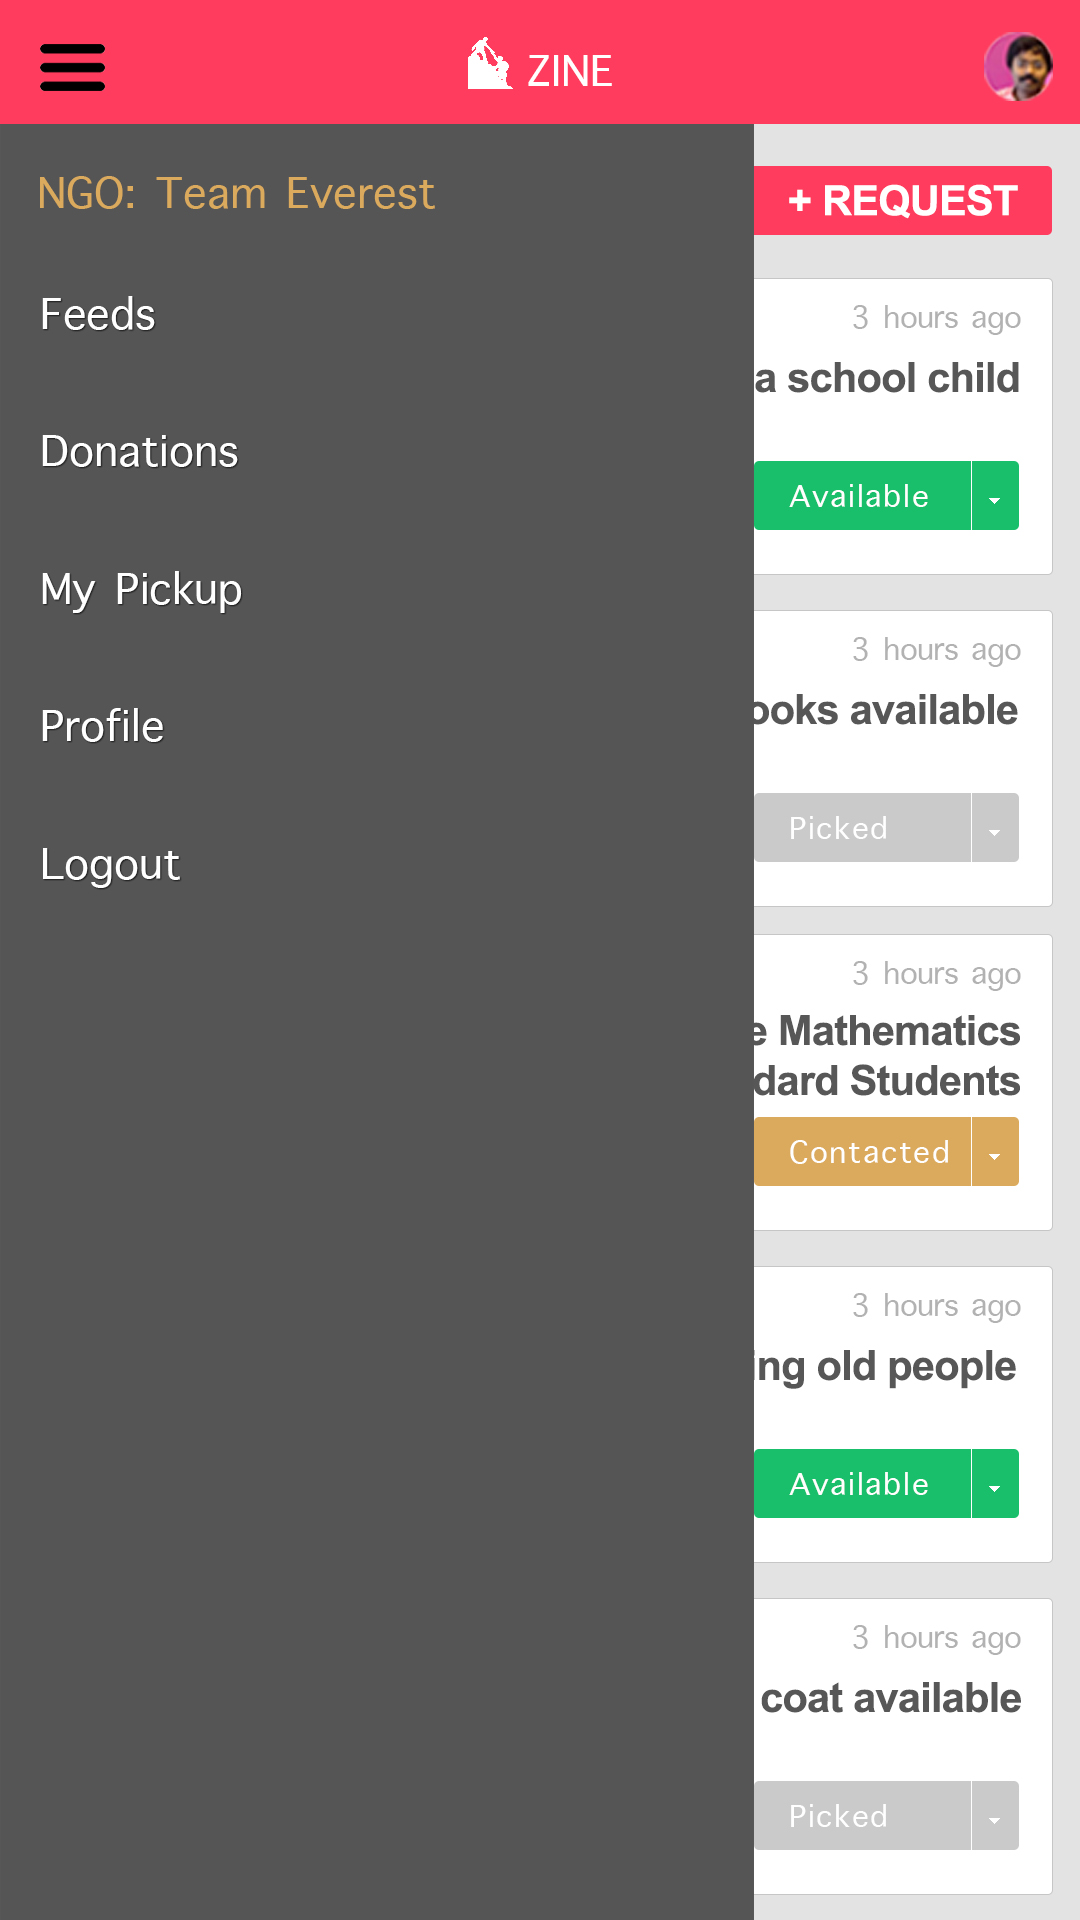 ZINE
NGO: Team Everest
Feeds
Donations
My Pickup
Profile
Logout
+ REQUEST
3 hours ago
a school child
Available
3 hours ago
ooks available
Picked
3 hours ago
e Mathematics
dard Students
Contacted
3 hours ago
ing old people
Available
3 hours ago
coat available
Picked